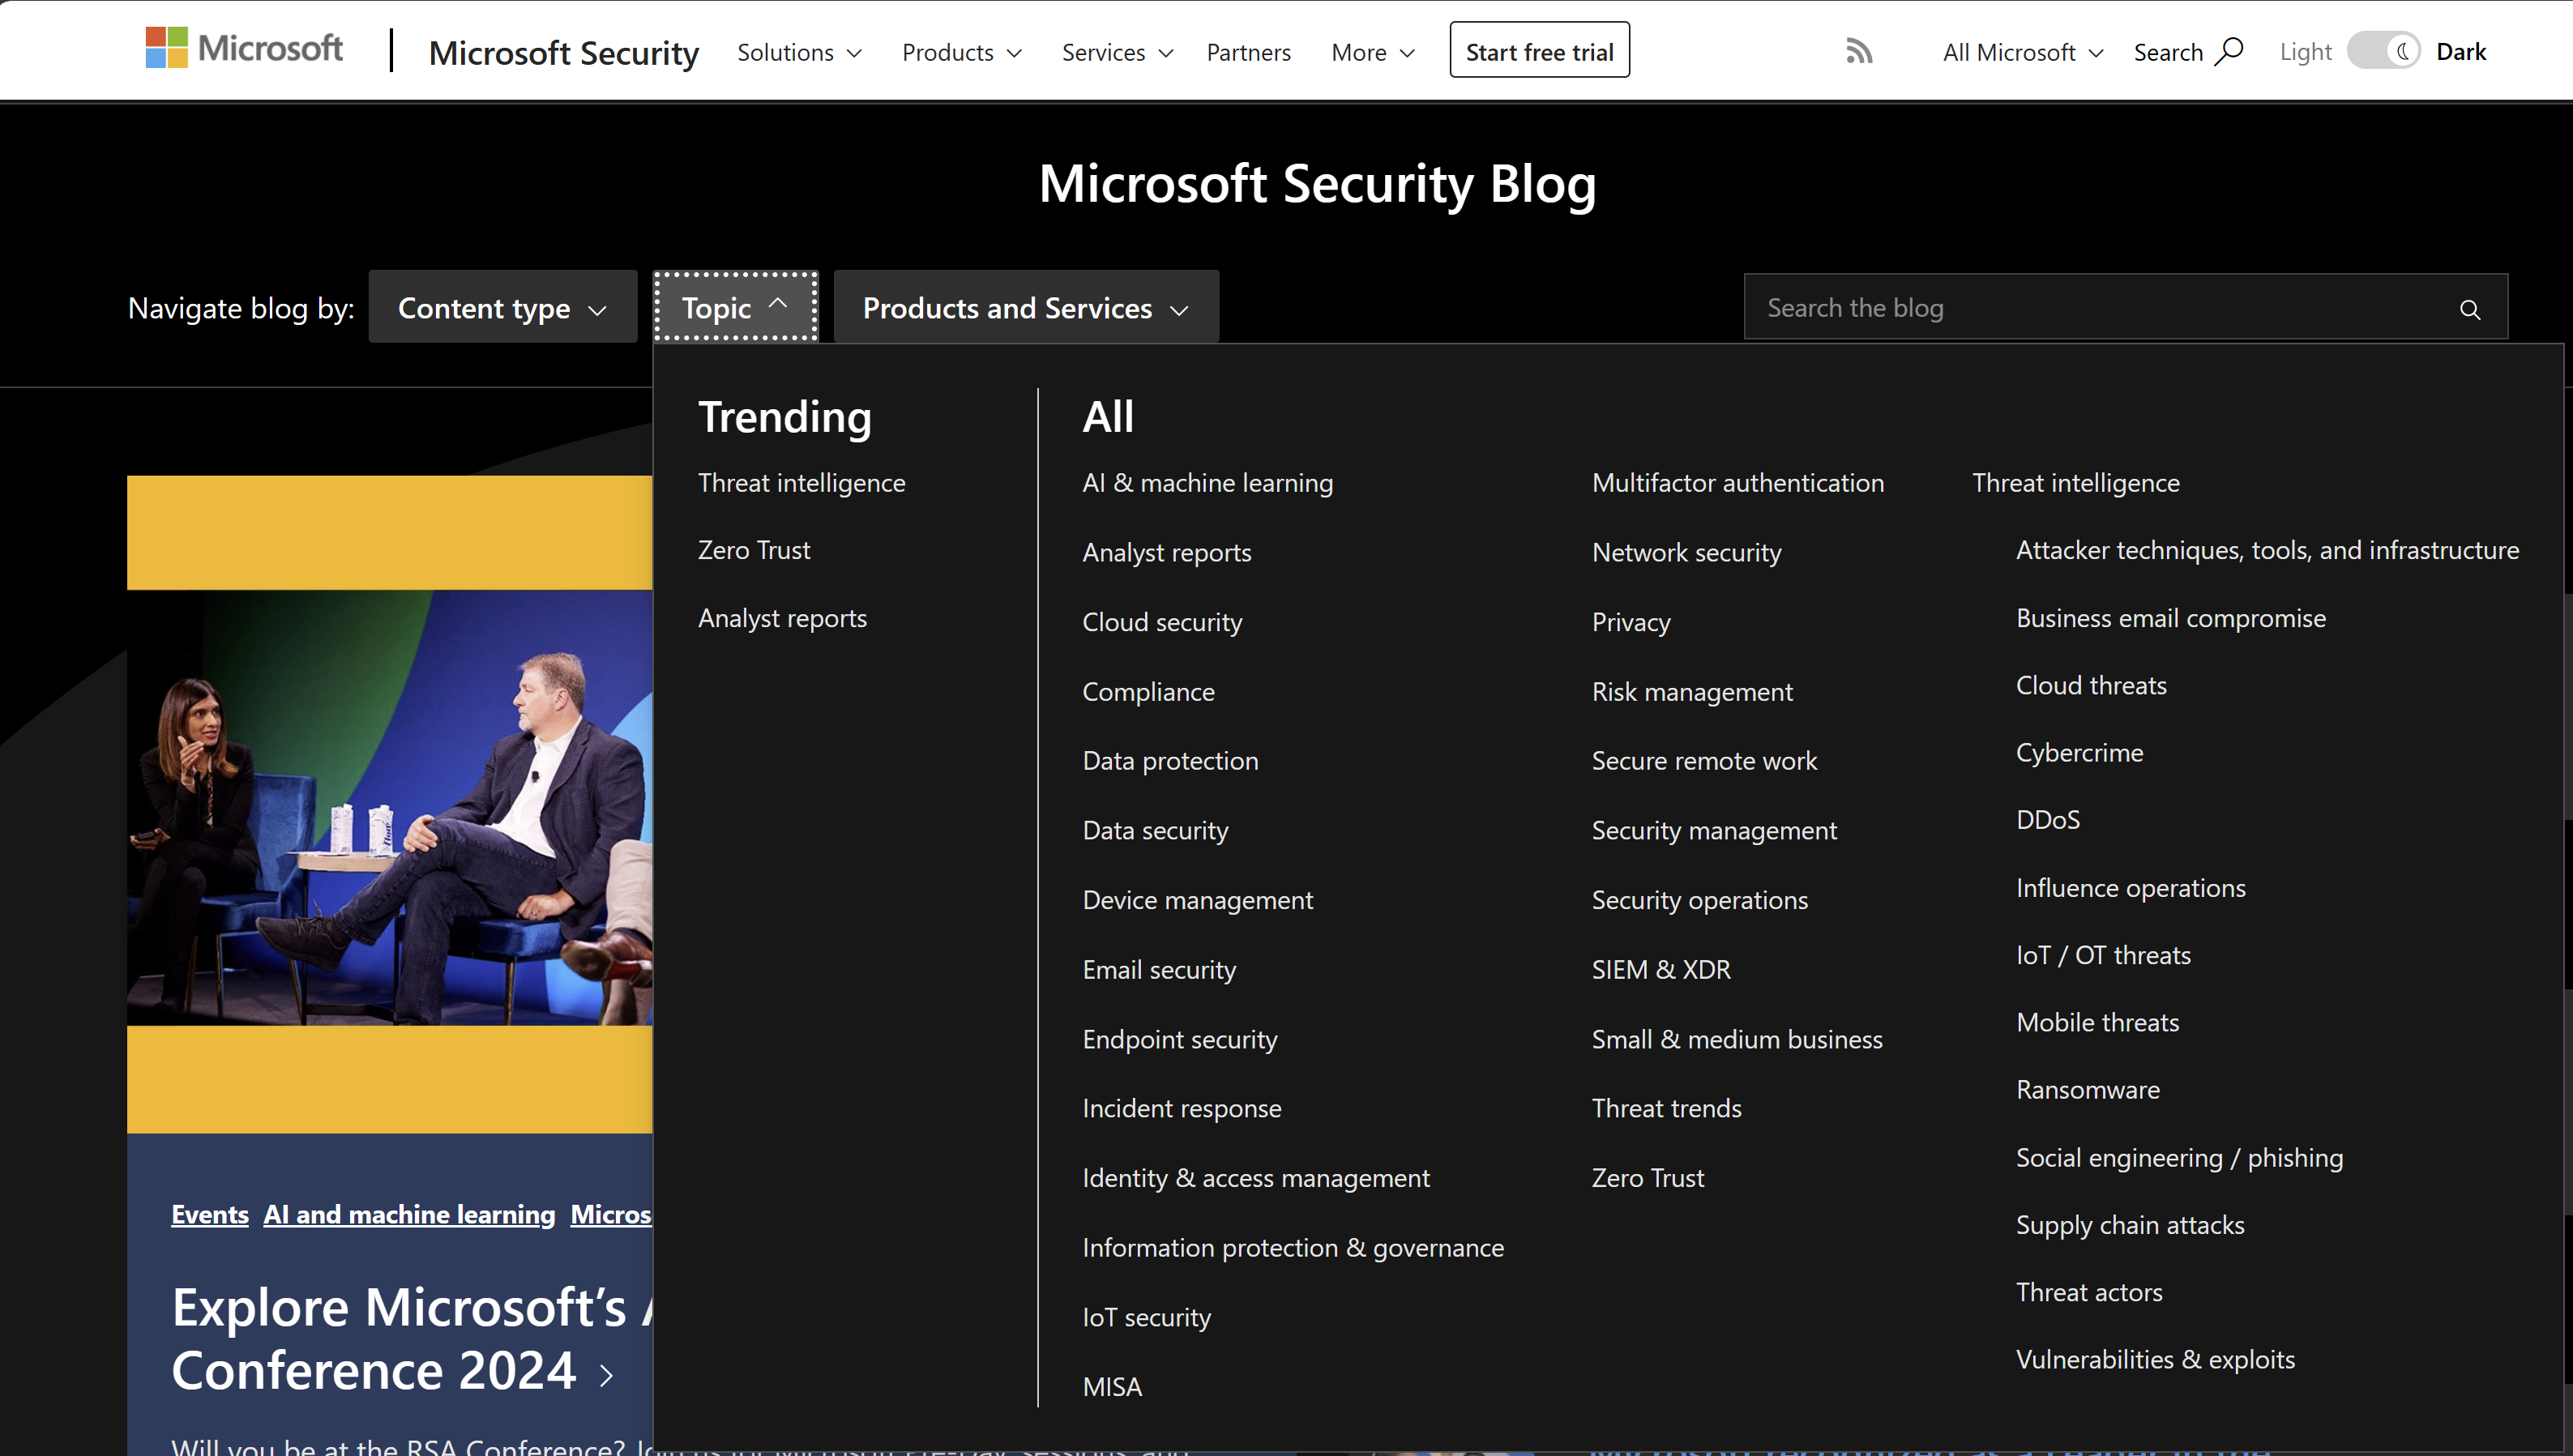 Microsoft
Microsoft Security
Solutions
Products
Services
Partners
More
Start free trial
All Microsoft
Search
Light
Dark
Microsoft Security Blog
Navigate blog by:
Content type
Topic
Products and Services
Search the blog
Trending
Threat intelligence
Zero Trust
Analyst reports
All
AI & machine learning
Analyst reports
Cloud security
Compliance
Data protection
Data security
Device management
Email security
Endpoint security
Incident response
Identity & access management
Information protection & governance
IoT security
MISA
Multifactor authentication
Network security
Privacy
Risk management
Secure remote work
Security management
Security operations
SIEM & XDR
Small & medium business
Threat trends
Zero Trust
Threat intelligence
Attacker techniques, tools, and infrastructure
Business email compromise
Cloud threats
Cybercrime
DDoS
Influence operations
IoT / OT threats
Mobile threats
Ransomware
Social engineering / phishing
Supply chain attacks
Threat actors
Vulnerabilities & exploits
Events AI and machine learning Micros
Explore Microsoft’s
Conference 2024
Will you be at the RSA Conference?